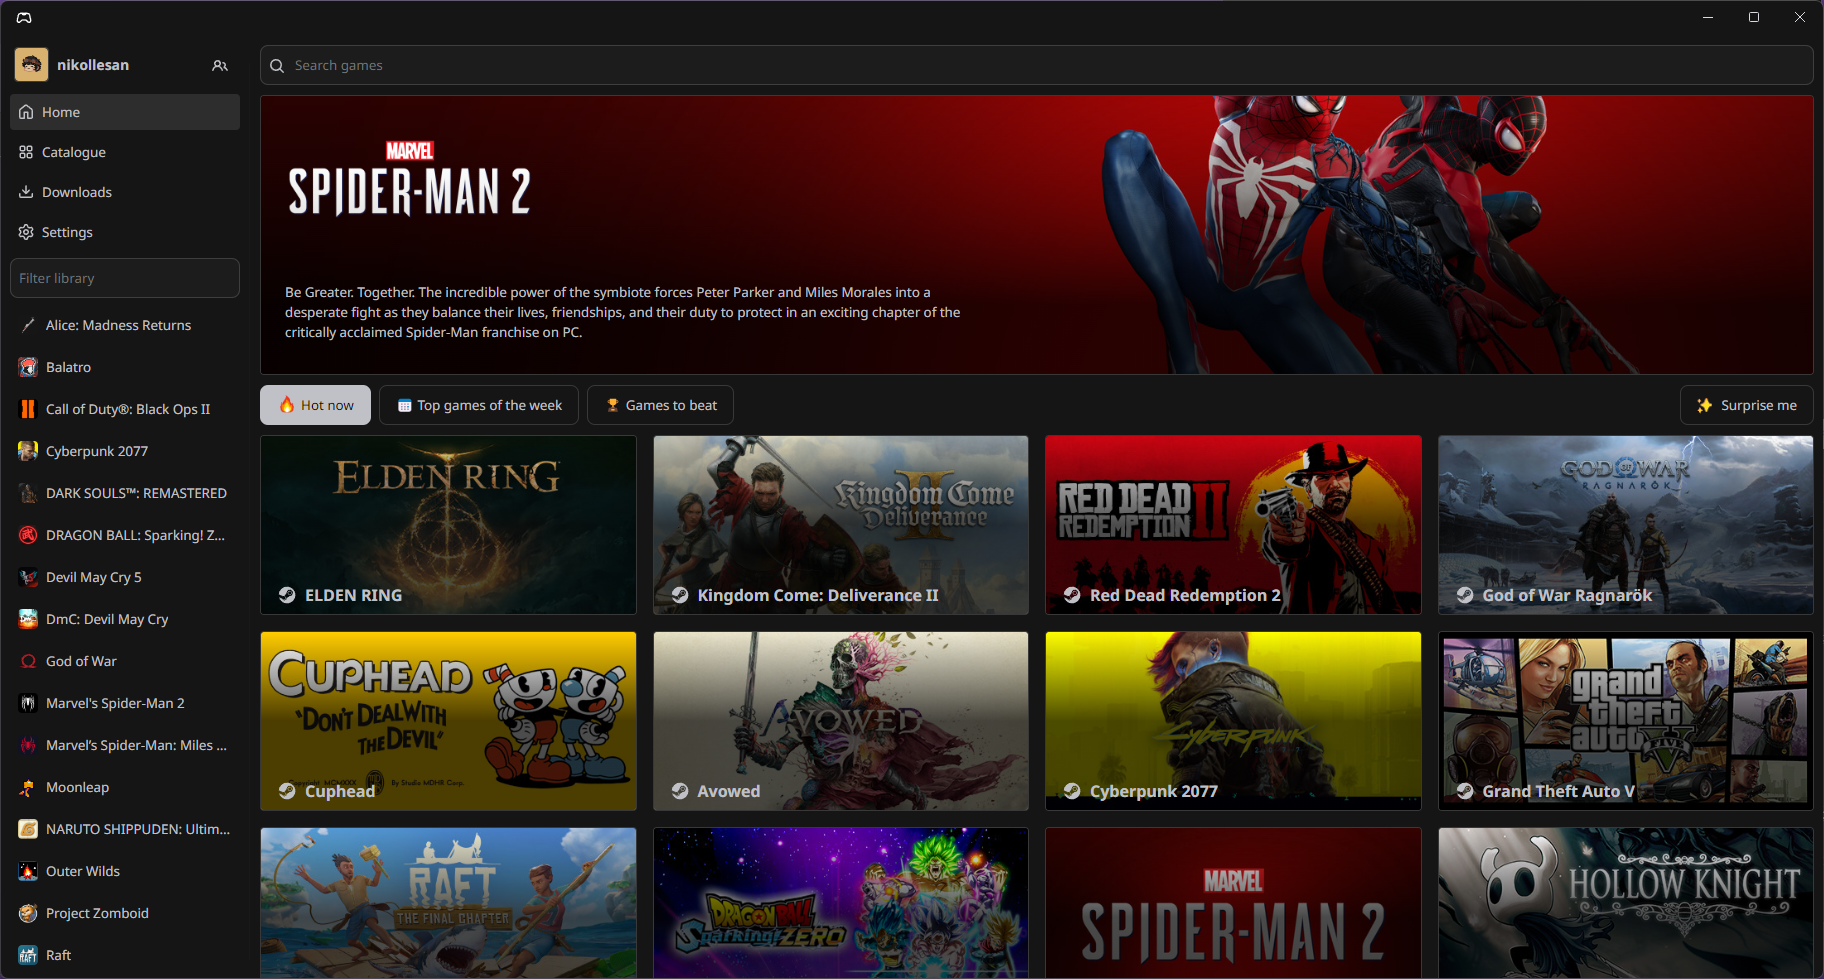 nikollesan
Search games
Home
Catalogue
Downloads
Settings
Filter library
Alice: Madness Returns
Balatro
Call of Duty®: Black Ops II
Cyberpunk 2077
DARK SOULS™: REMASTERED
DRAGON BALL: Sparking! Z...
Devil May Cry 5
DmC: Devil May Cry
God of War
Marvel's Spider-Man 2
Marvel’s Spider-Man: Miles ...
Moonleap
NARUTO SHIPPUDEN: Ultim...
Outer Wilds
Project Zomboid
Raft
MARVEL
SPIDER-MAN 2
Be Greater. Together. The incredible power of the symbiote forces Peter Parker and Miles Morales into a
desperate fight as they balance their lives, friendships, and their duty to protect in an exciting chapter of the
critically acclaimed Spider-Man franchise on PC.
Hot now
Top games of the week
Games to beat
Surprise me
ELDEN RING
ELDEN RING
Kingdom Come
Deliverance
II
Kingdom Come: Deliverance II
RED DEAD
REDEMPTION II
Red Dead Redemption 2
GOD OF WAR
RAGNARÖK
God of War Ragnarök
CUPHEAD
"DON'T DEAL WITH
THE DEVIL"
Copyright MCMXXX By Studio MDHR Corp.
Cuphead
AVOWED
Avowed
Cyberpunk
Cyberpunk 2077
grand
theft
auto V
FIVE
Grand Theft Auto V
RAFT
THE FINAL CHAPTER
DRAGON BALL
Sparking! ZERO
MARVEL
SPIDER-MAN 2
HOLLOW KNIGHT